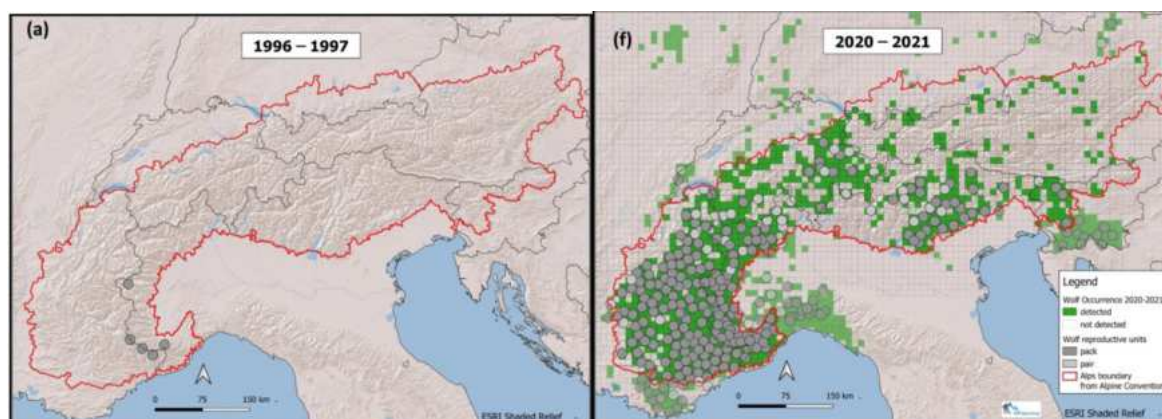 (a)
1996 – 1997
0 75 150 km
ESRI Shaded Relief
(f)
2020 – 2021
Legend
Wolf Occurrence 2020-2021
detected
not detected
Wolf reproductive units
pack
pair
Alps boundary
from Alpine Convention
0 75 150 km
ESRI Shaded Relief